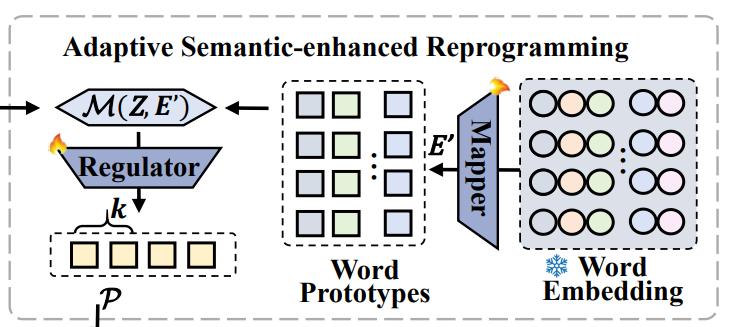 Adaptive Semantic-enhanced Reprogramming
ℳ(Z, E')
Regulator
k
𝒫
Word
Prototypes
E'
Mapper
Word
Embedding